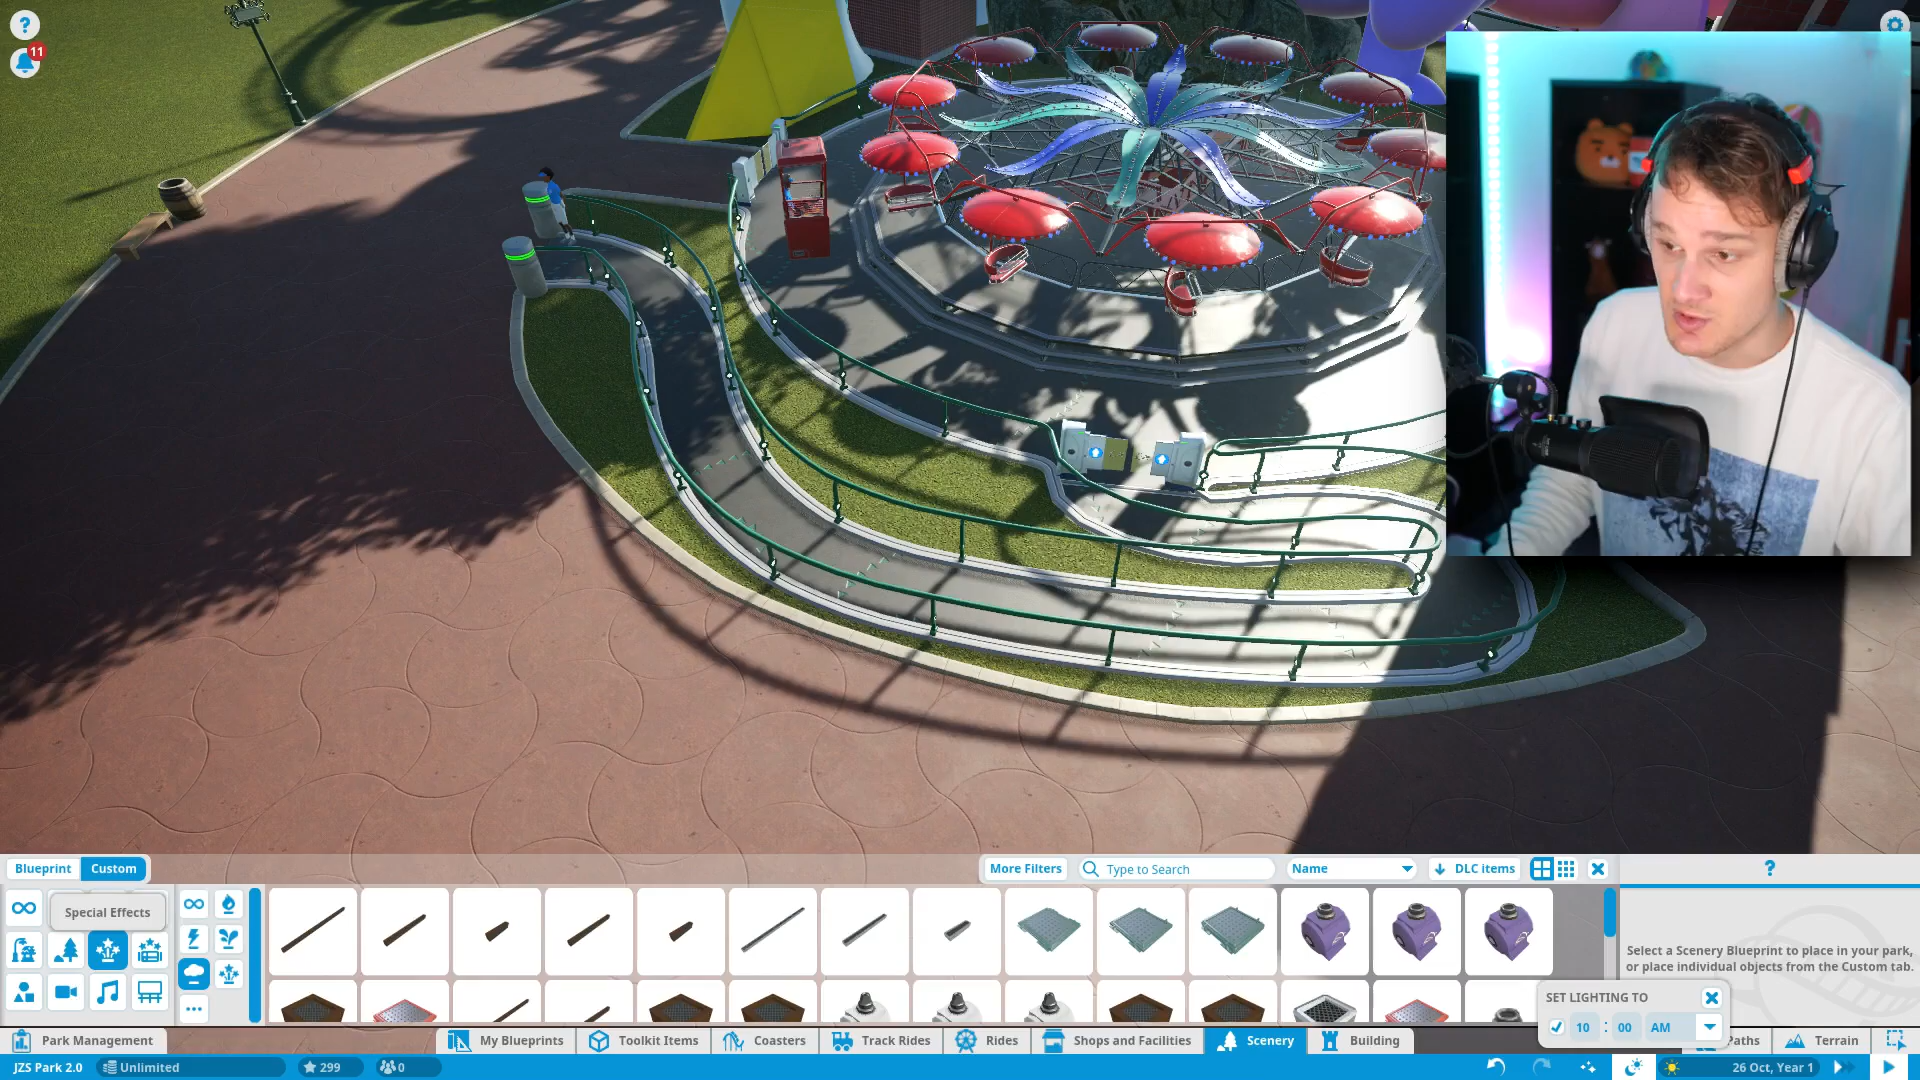 ?
11
Blueprint
Custom
More Filters
Type to Search
Name
DLC items
?
Special Effects
Select a Scenery Blueprint to place in your park,
or place individual objects from the Custom tab.
SET LIGHTING TO
10 : 00 AM
Park Management
My Blueprints
Toolkit Items
Coasters
Track Rides
Rides
Shops and Facilities
Scenery
Building
Paths
Terrain
JZS Park 2.0
Unlimited
299
0
26 Oct, Year 1